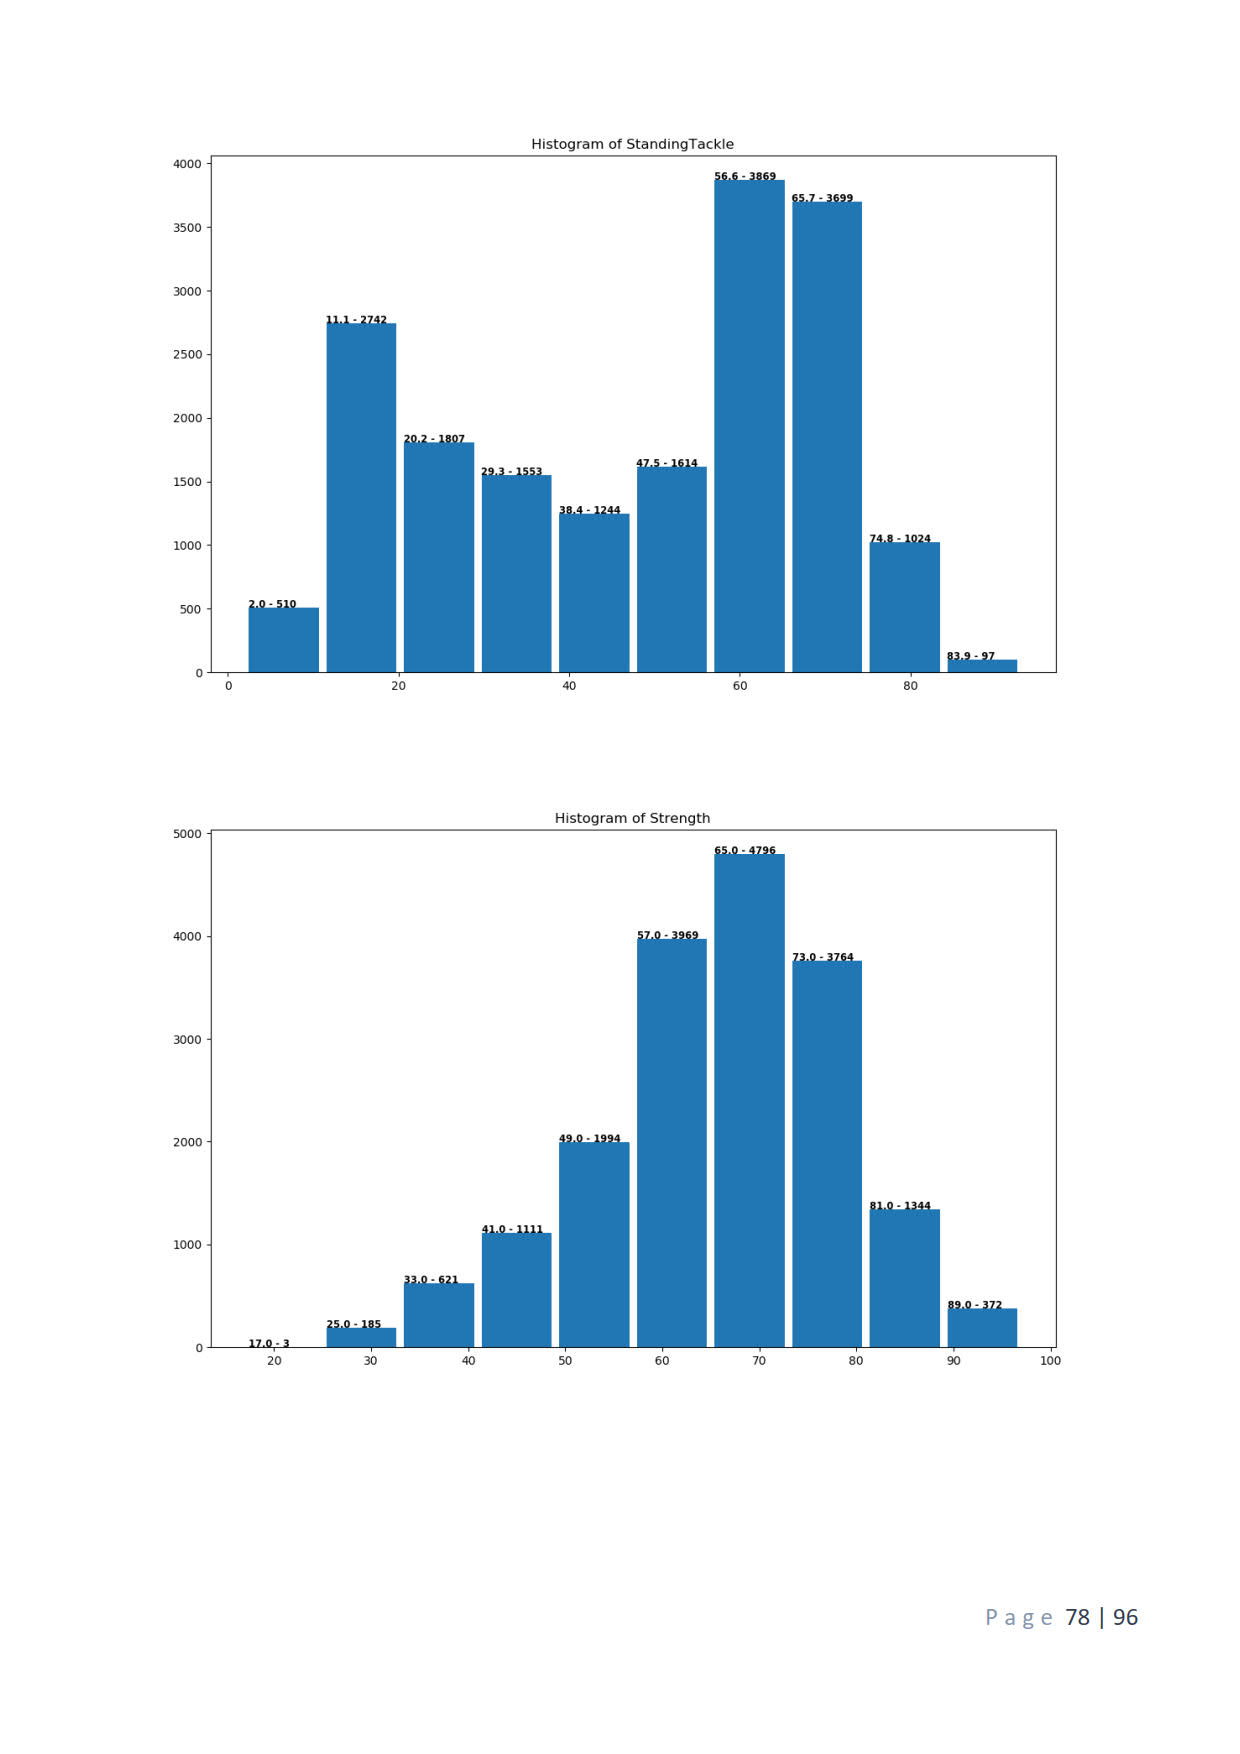 Histogram of StandingTackle
4000
3500
3000
2500
2000
1500
1000
500
0
2.0 - 510
11.1 - 2742
20.2 - 1807
29.3 - 1553
38.4 - 1244
47.5 - 1614
56.6 - 3869
65.7 - 3699
74.8 - 1024
83.9 - 97
0 20 40 60 80
Histogram of Strength
5000
4000
3000
2000
1000
0
17.0 - 3
25.0 - 185
33.0 - 621
41.0 - 1111
49.0 - 1994
57.0 - 3969
65.0 - 4796
73.0 - 3764
81.0 - 1344
89.0 - 372
20 30 40 50 60 70 80 90 100
Page 78 | 96